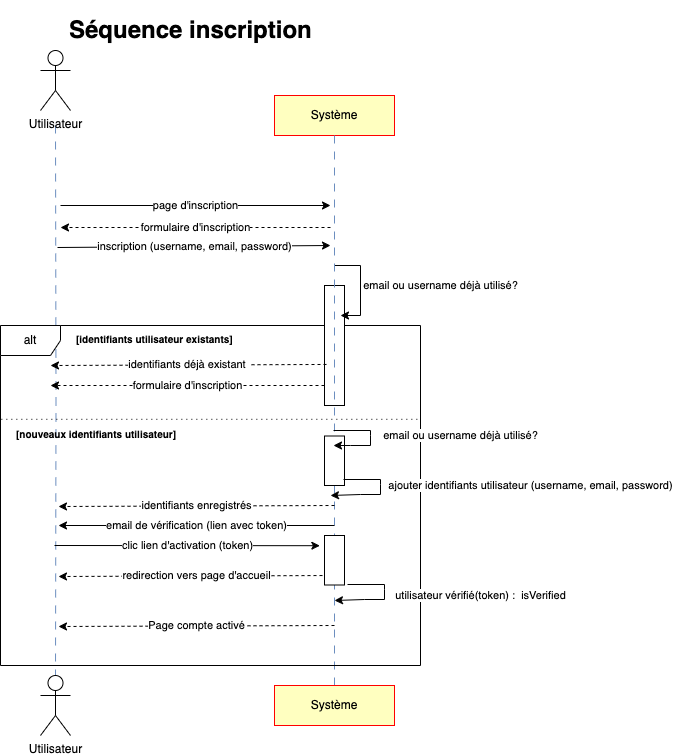 Séquence inscription
Utilisateur
Système
page d'inscription
formulaire d'inscription
inscription (username, email, password)
email ou username déjà utilisé?
alt
[identifiants utilisateur existants]
identifiants déjà existant
formulaire d'inscription
[nouveaux identifiants utilisateur]
email ou username déjà utilisé?
ajouter identifiants utilisateur (username, email, password)
identifiants enregistrés
email de vérification (lien avec token)
clic lien d'activation (token)
redirection vers page d'accueil
utilisateur vérifié(token) : isVerified
Page compte activé
Système
Utilisateur